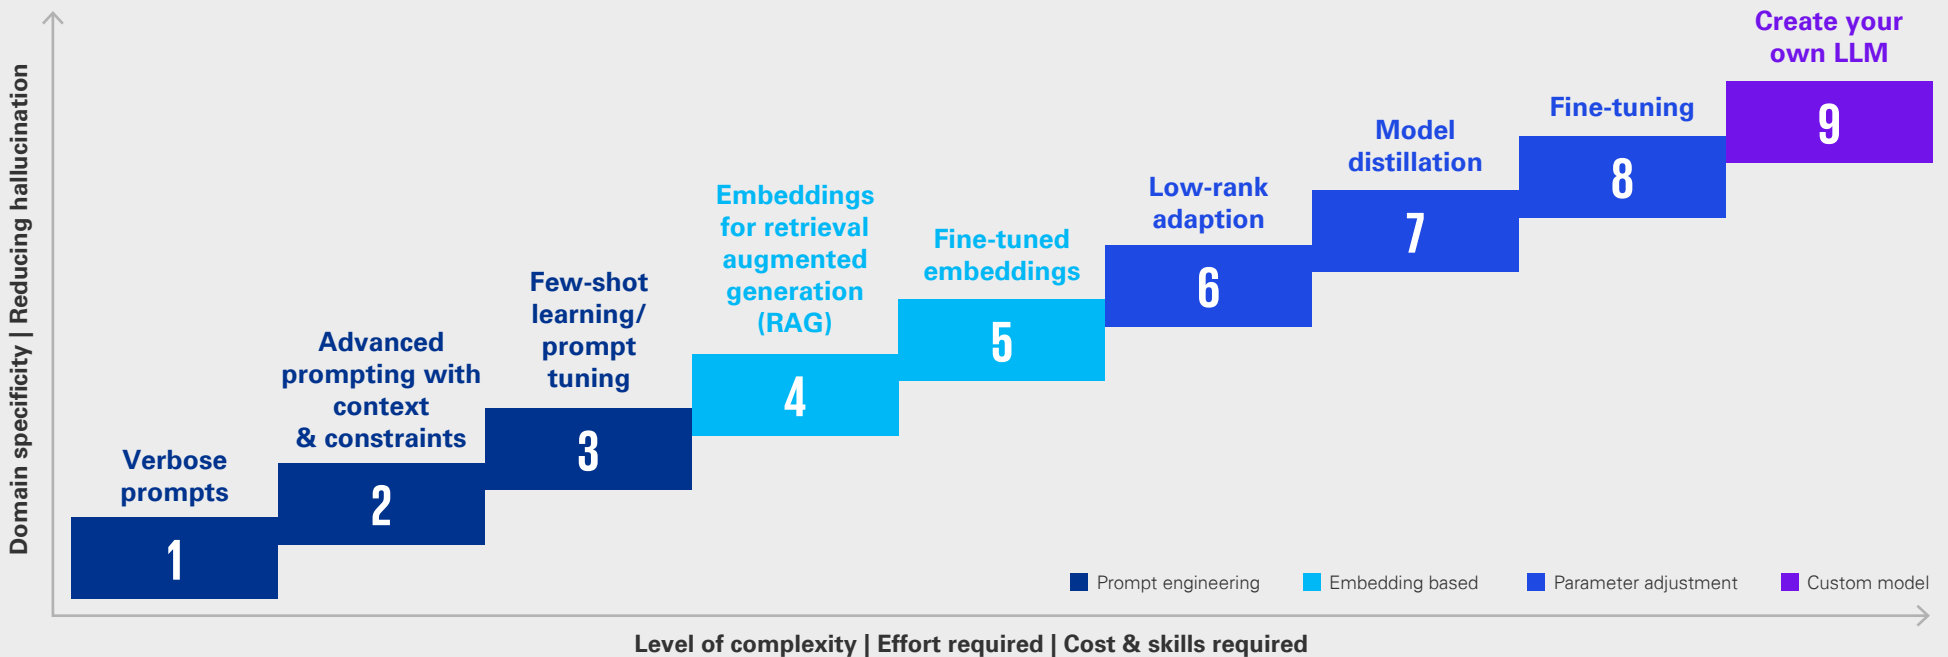 Domain specificity | Reducing hallucination
Verbose
prompts
1
Advanced
prompting with
context
& constraints
2
Few-shot
learning/
prompt
tuning
3
Embeddings
for retrieval
augmented
generation
(RAG)
4
Fine-tuned
embeddings
5
Low-rank
adaption
6
Model
distillation
7
Fine-tuning
8
Create your
own LLM
9
Prompt engineering
Embedding based
Parameter adjustment
Custom model
Level of complexity | Effort required | Cost & skills required